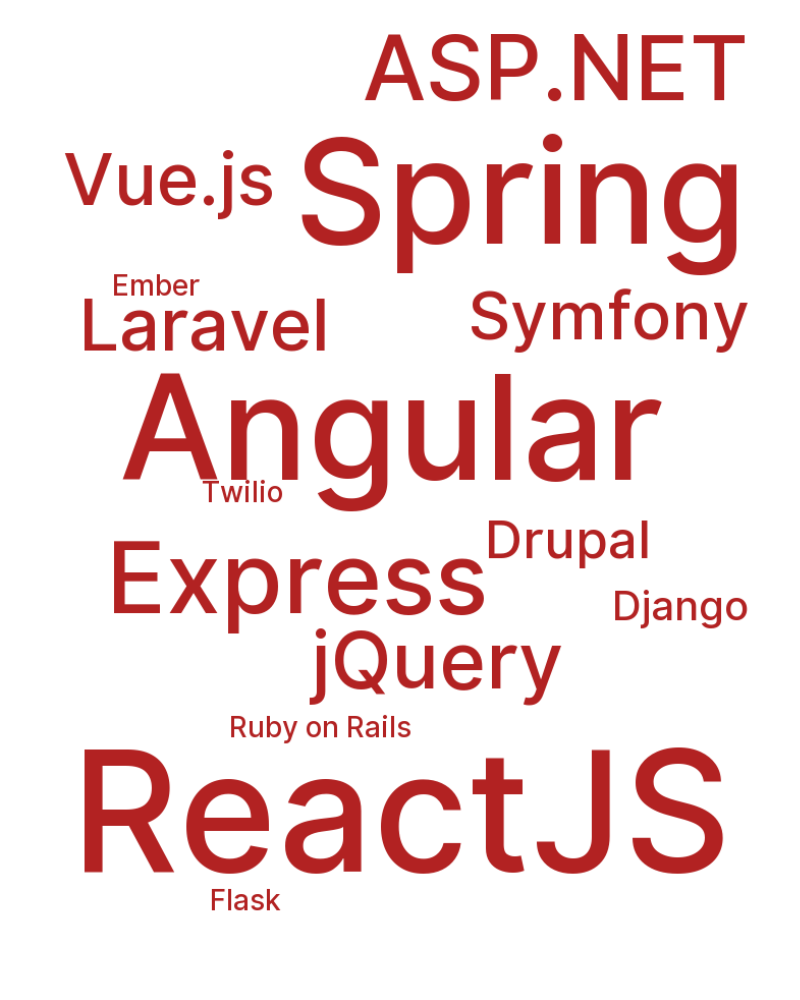 ASP.NET
Vue.js
Spring
Ember
Laravel
Symfony
Angular
Twilio
Drupal
Express
Django
jQuery
Ruby on Rails
ReactJS
Flask